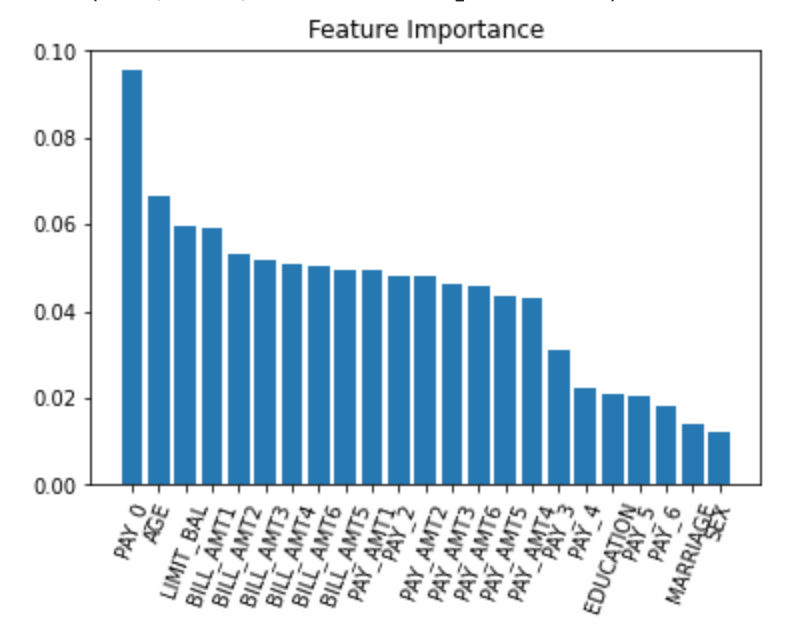 Feature Importance
0.10
0.08
0.06
0.04
0.02
0.00
PAY_0
AGE
LIMIT_BAL
BILL_AMT1
BILL_AMT2
BILL_AMT3
BILL_AMT4
BILL_AMT6
BILL_AMT5
PAY_AMT1
PAY_2
PAY_AMT2
PAY_AMT3
PAY_AMT6
PAY_AMT5
PAY_AMT4
PAY_3
PAY_4
EDUCATION
PAY_5
PAY_6
MARRIAGE
SEX